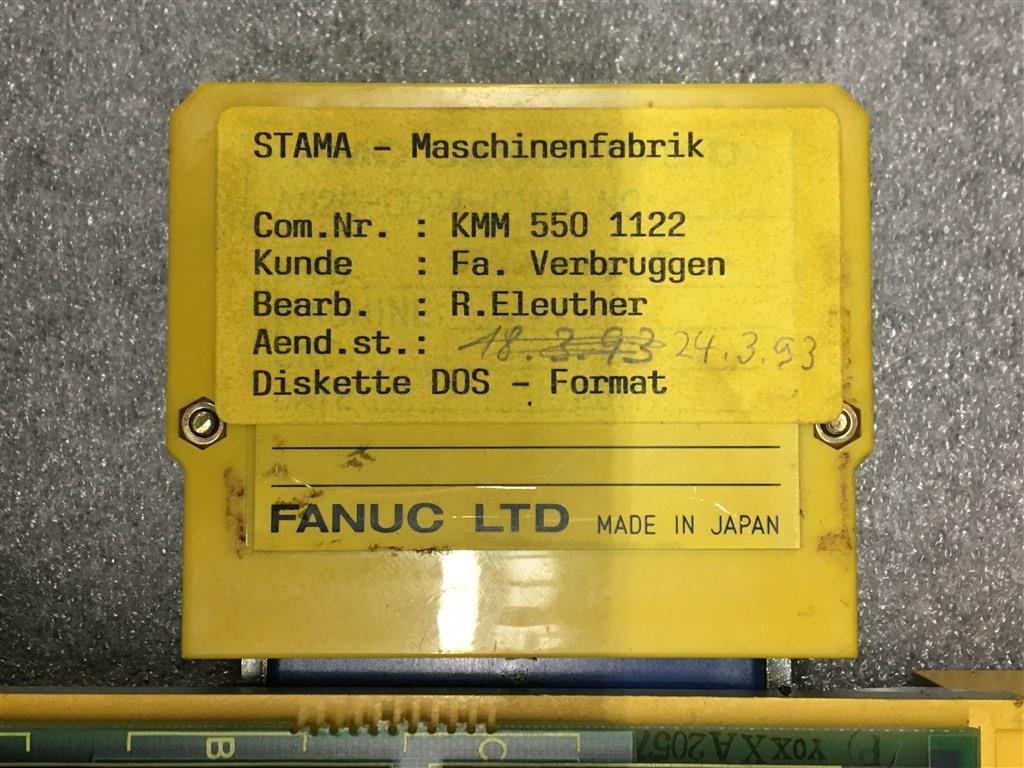 STAMA - Maschinenfabrik
Com.Nr. : KMM 550 1122
Kunde : Fa. Verbruggen
Bearb. : R.Eleuther
Aend.st.: 18.3.93 24.3.93
Diskette DOS - Format
FANUC LTD MADE IN JAPAN
B C